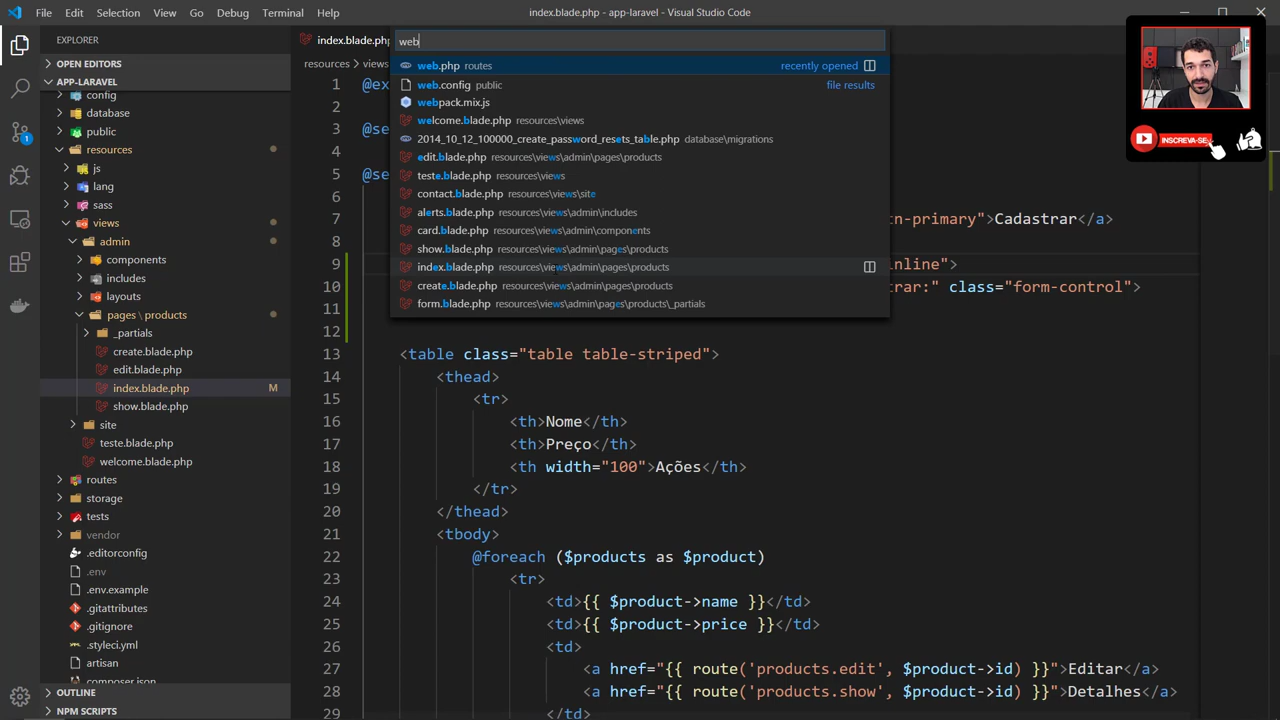 File Edit Selection View Go Debug Terminal Help
index.blade.php - app-laravel - Visual Studio Code
EXPLORER
OPEN EDITORS
APP-LARAVEL
config
database
public
resources
js
lang
sass
views
admin
components
includes
layouts
pages \ products
_partials
create.blade.php
edit.blade.php
index.blade.php M
show.blade.php
site
teste.blade.php
welcome.blade.php
routes
storage
tests
vendor
.editorconfig
.env
.env.example
.gitattributes
.gitignore
.styleci.yml
artisan
composer.json
OUTLINE
NPM SCRIPTS
1
index.blade.php
resources > views
web
web.php routes recently opened
web.config public file results
webpack.mix.js
welcome.blade.php resources\views
2014_10_12_100000_create_password_resets_table.php database\migrations
edit.blade.php resources\views\admin\pages\products
teste.blade.php resources\views
contact.blade.php resources\views\site
alerts.blade.php resources\views\admin\includes
card.blade.php resources\views\admin\components
show.blade.php resources\views\admin\pages\products
index.blade.php resources\views\admin\pages\products
create.blade.php resources\views\admin\pages\products
form.blade.php resources\views\admin\pages\products\_partials
1 @ex
2
3 @se
4
5 @se
6
7 tn-primary">Cadastrar</a>
8
9 inline">
10 rar:" class="form-control">
11
12
13 <table class="table table-striped">
14 <thead>
15 <tr>
16 <th>Nome</th>
17 <th>Preço</th>
18 <th width="100">Ações</th>
19 </tr>
20 </thead>
21 <tbody>
22 @foreach ($products as $product)
23 <tr>
24 <td>{{ $product->name }}</td>
25 <td>{{ $product->price }}</td>
26 <td>
27 <a href="{{ route('products.edit', $product->id) }}">Editar</a>
28 <a href="{{ route('products.show', $product->id) }}">Detalhes</a>
29 </td>
INSCREVA-SE